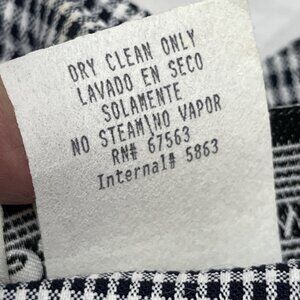 DRY CLEAN ONLY
LAVADO EN SECO
SOLAMENTE
NO STEAM\NO VAPOR
RN# 67563
Internal# 5863